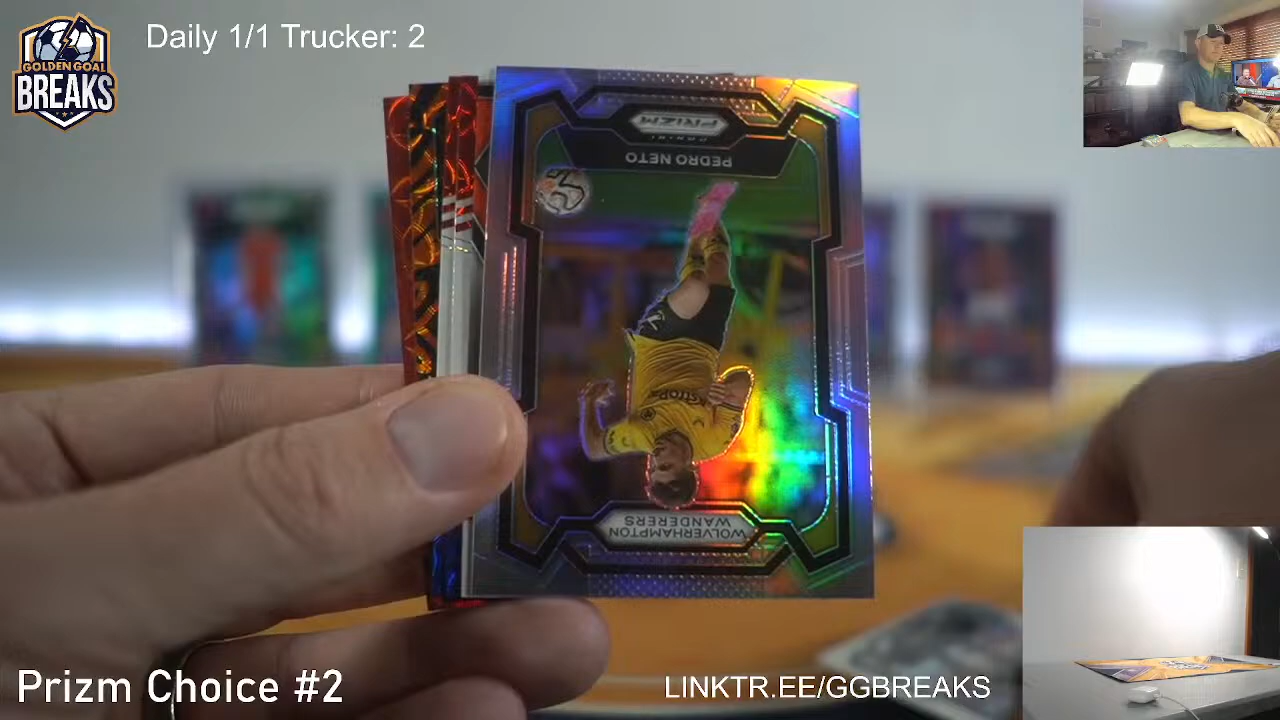 Daily 1/1 Trucker: 2
GOLDEN GOAL
BREAKS
PANINI
PRIZM
PEDRO NETO
WOLVERHAMPTON
WANDERERS
Prizm Choice #2
LINKTR.EE/GGBREAKS